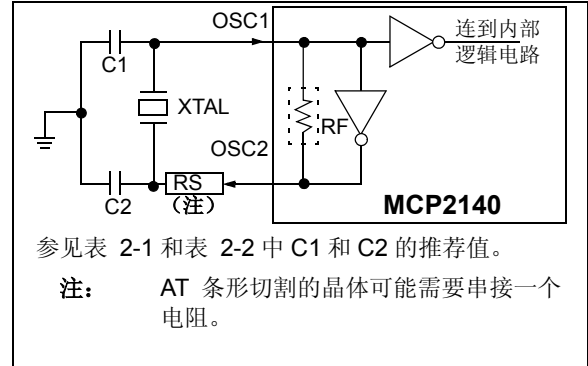 OSC1
连到内部
逻辑电路
C1
XTAL
RF
OSC2
RS
C2
（注）
MCP2140
参见表 2-1 和表 2-2 中 C1 和 C2 的推荐值。
注： AT 条形切割的晶体可能需要串接一个
电阻。